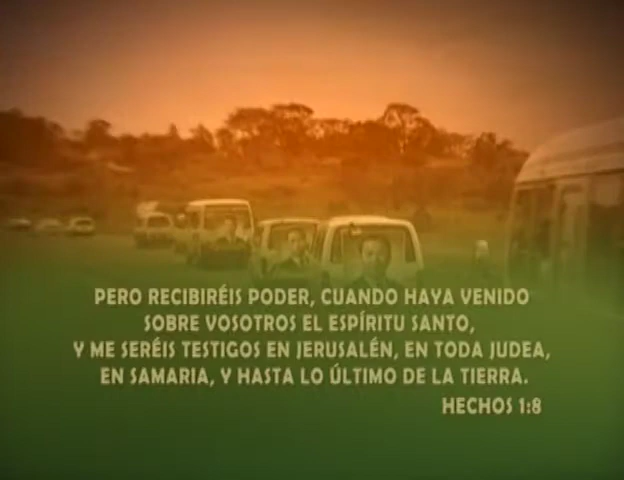 PERO RECIBIRÉIS PODER, CUANDO HAYA VENIDO
SOBRE VOSOTROS EL ESPÍRITU SANTO,
Y ME SERÉIS TESTIGOS EN JERUSALÉN, EN TODA JUDEA,
EN SAMARIA, Y HASTA LO ÚLTIMO DE LA TIERRA.
HECHOS 1:8